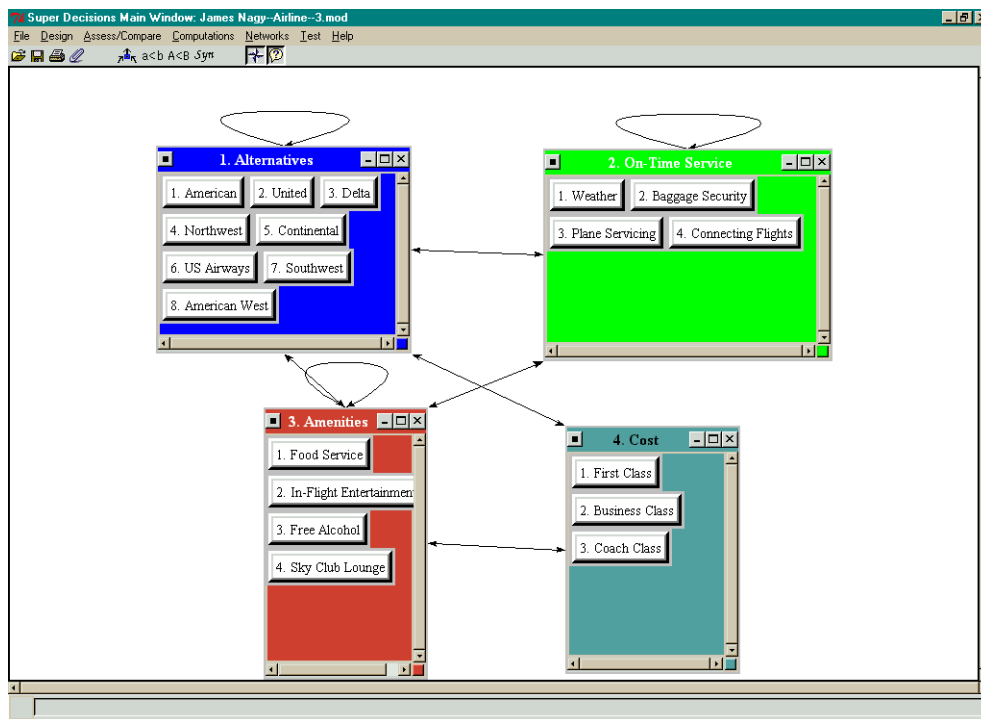 Super Decisions Main Window: James Nagy--Airline--3.mod
File Design Assess/Compare Computations Networks Test Help
a<b A<B Syn
1. Alternatives
1. American 2. United 3. Delta
4. Northwest 5. Continental
6. US Airways 7. Southwest
8. American West
2. On-Time Service
1. Weather 2. Baggage Security
3. Plane Servicing 4. Connecting Flights
3. Amenities
1. Food Service
2. In-Flight Entertainmen
3. Free Alcohol
4. Sky Club Lounge
4. Cost
1. First Class
2. Business Class
3. Coach Class